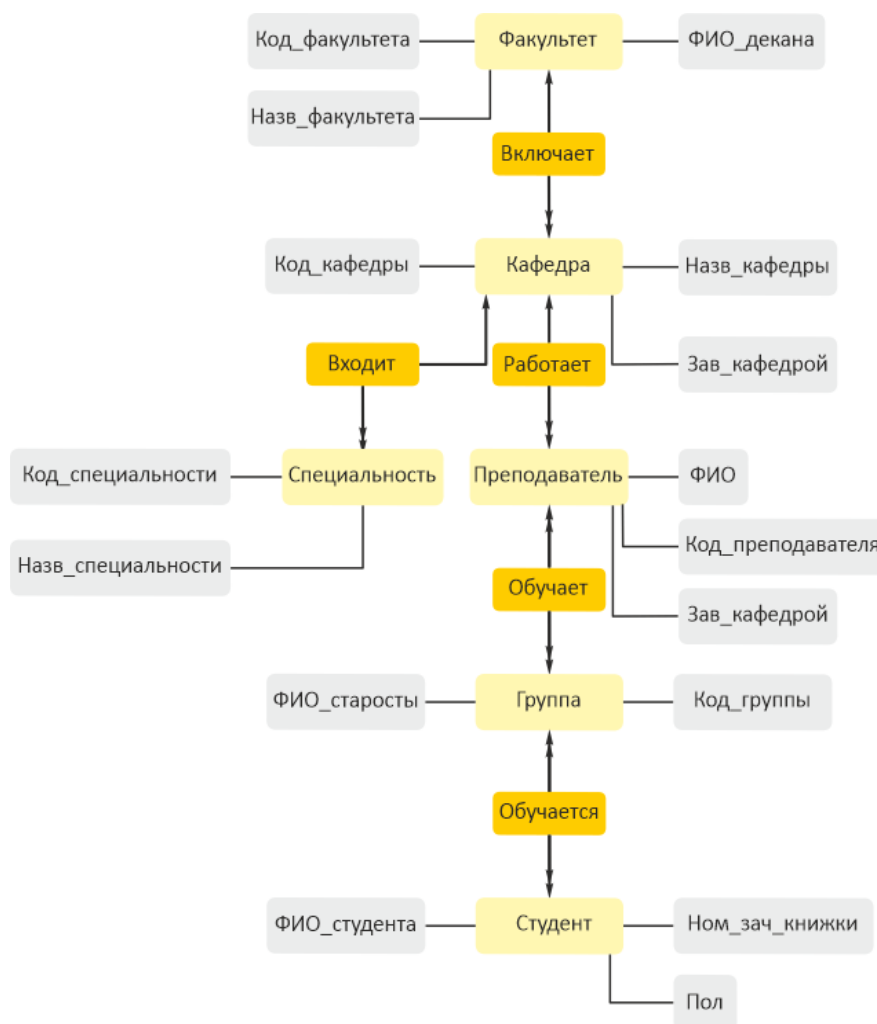 Код_факультета
Факультет
ФИО_декана
Назв_факультета
Включает
Код_кафедры
Кафедра
Назв_кафедры
Входит
Работает
Зав_кафедрой
Код_специальности
Специальность
Преподаватель
ФИО
Код_преподавателя
Назв_специальности
Обучает
Зав_кафедрой
ФИО_старосты
Группа
Код_группы
Обучается
ФИО_студента
Студент
Ном_зач_книжки
Пол